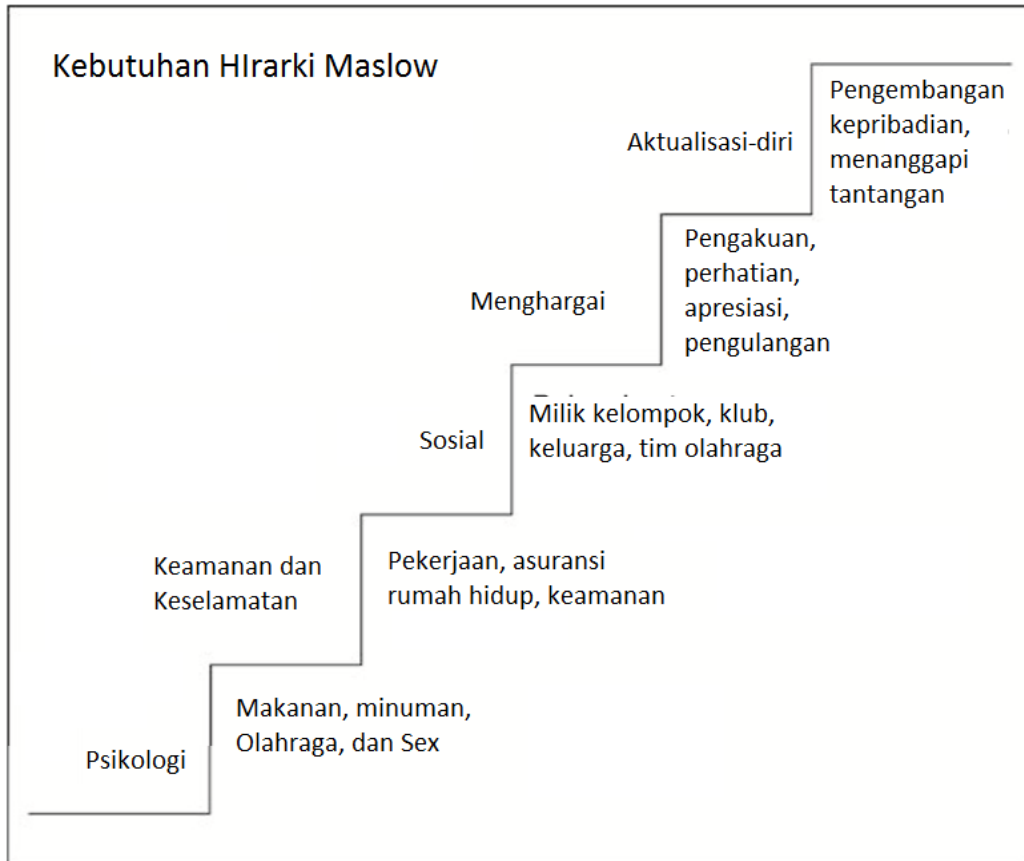 Kebutuhan HIrarki Maslow
Pengembangan
kepribadian,
menanggapi
tantangan
Aktualisasi-diri
Pengakuan,
perhatian,
apresiasi,
pengulangan
Menghargai
Milik kelompok, klub,
keluarga, tim olahraga
Sosial
Keamanan dan
Keselamatan
Pekerjaan, asuransi
rumah hidup, keamanan
Makanan, minuman,
Olahraga, dan Sex
Psikologi